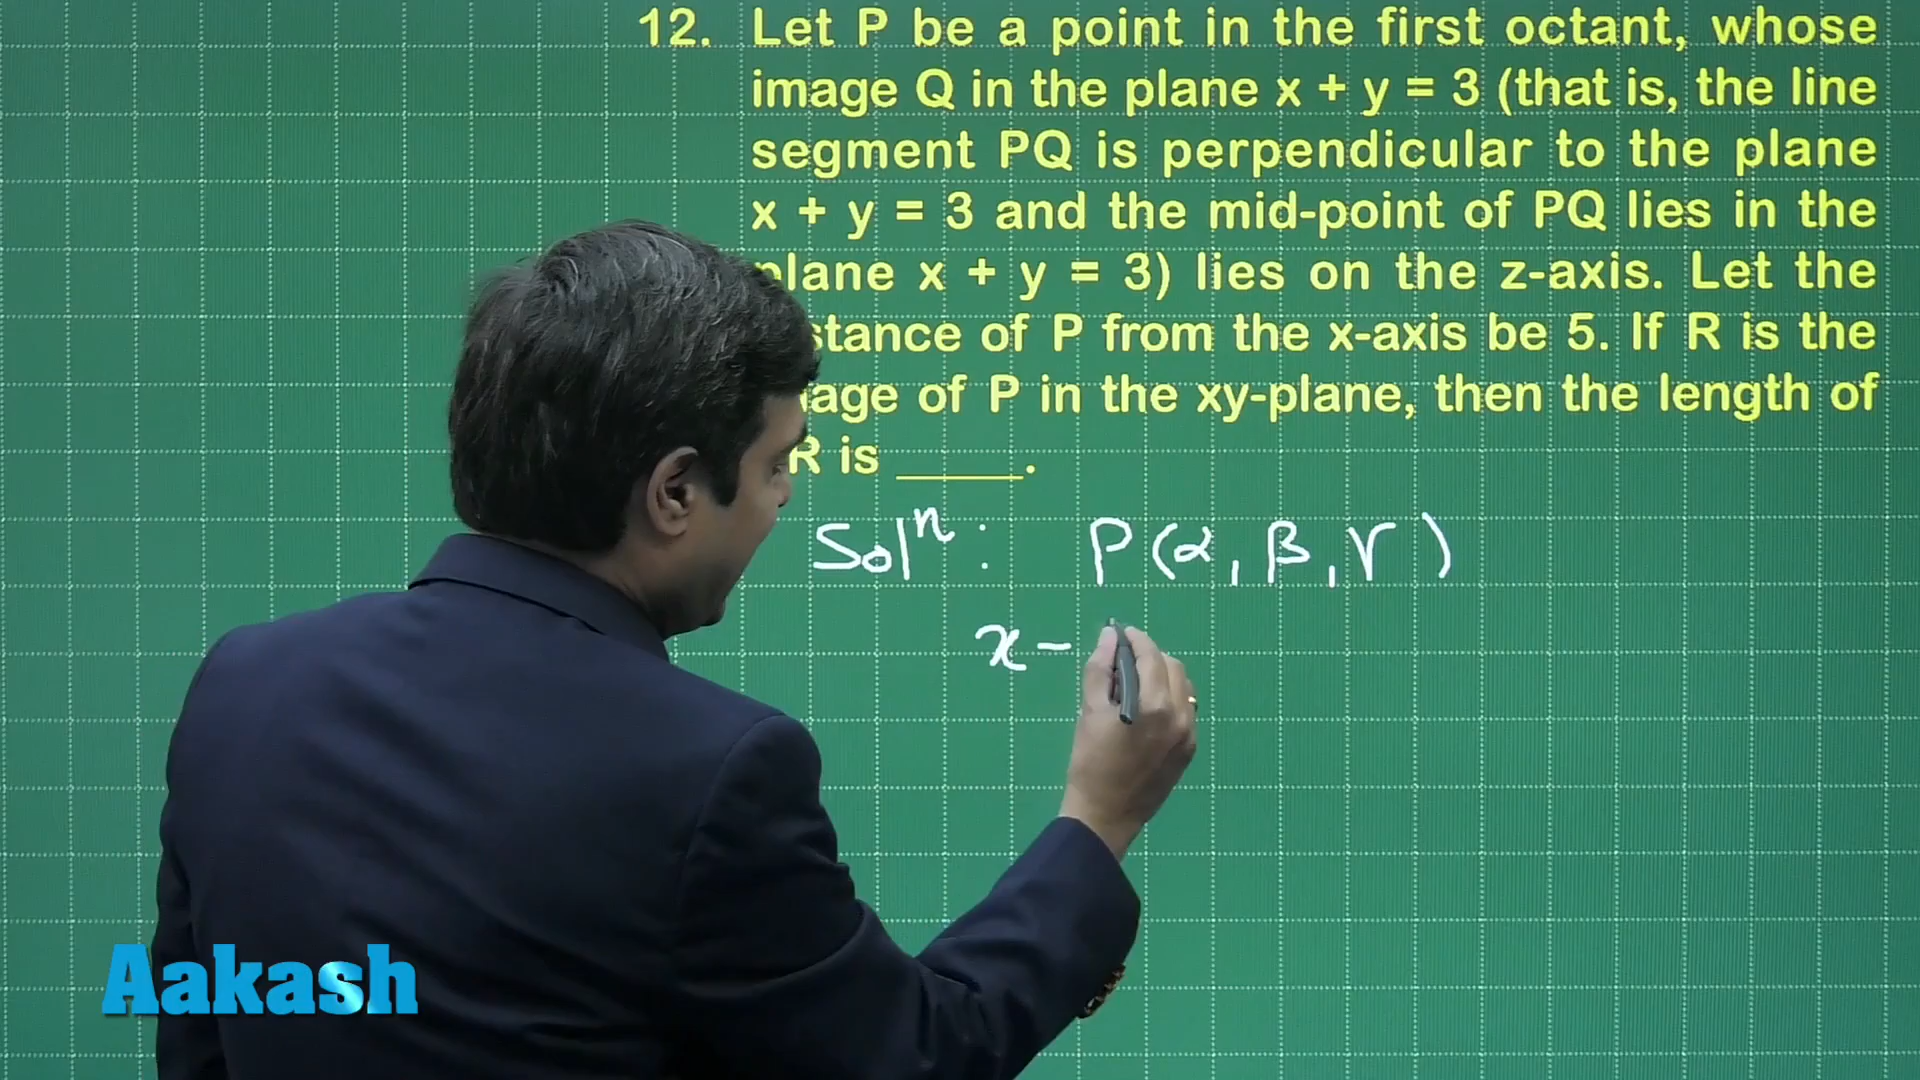 12. Let P be a point in the first octant, whose
image Q in the plane x + y = 3 (that is, the line
segment PQ is perpendicular to the plane
x + y = 3 and the mid-point of PQ lies in the
plane x + y = 3) lies on the z-axis. Let the
stance of P from the x-axis be 5. If R is the
age of P in the xy-plane, then the length of
R is _____.
Solⁿ : P(α, β, γ)
x -
Aakash